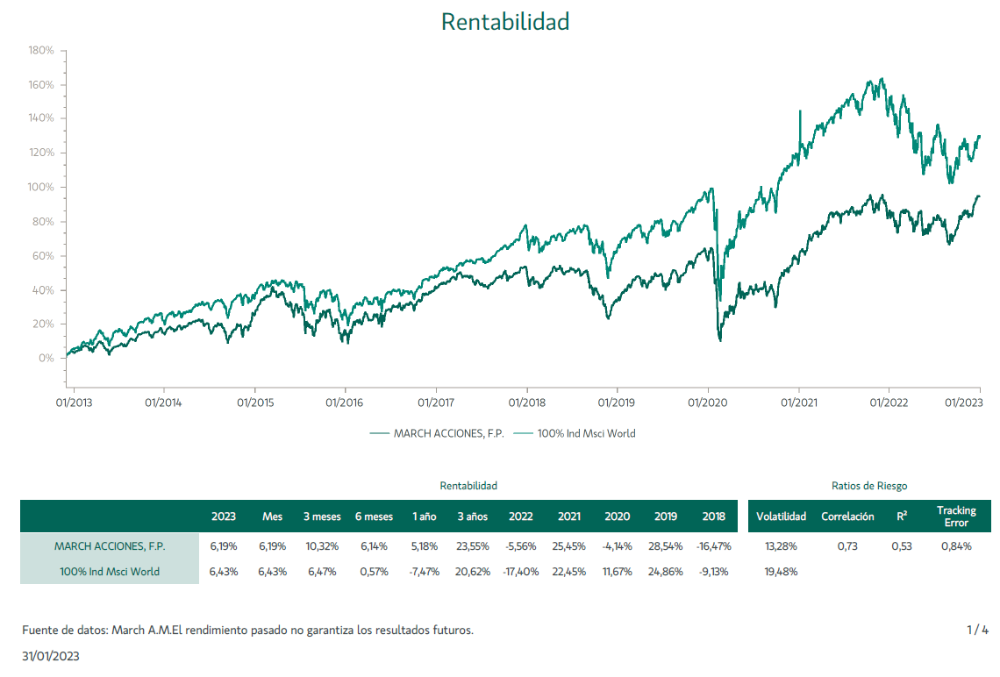 Rentabilidad
180%
160%
140%
120%
100%
80%
60%
40%
20%
0%
01/2013 01/2014 01/2015 01/2016 01/2017 01/2018 01/2019 01/2020 01/2021 01/2022 01/2023
MARCH ACCIONES, F.P. 100% Ind Msci World
Rentabilidad Ratios de Riesgo
2023 Mes 3 meses 6 meses 1 año 3 años 2022 2021 2020 2019 2018 Volatilidad Correlación R² Tracking Error
MARCH ACCIONES, F.P. 6,19% 6,19% 10,32% 6,14% 5,18% 23,55% -5,56% 25,45% -4,14% 28,54% -16,47% 13,28% 0,73 0,53 0,84%
100% Ind Msci World 6,43% 6,43% 6,47% 0,57% -7,47% 20,62% -17,40% 22,45% 11,67% 24,86% -9,13% 19,48%
Fuente de datos: March A.M.El rendimiento pasado no garantiza los resultados futuros. 1 / 4
31/01/2023